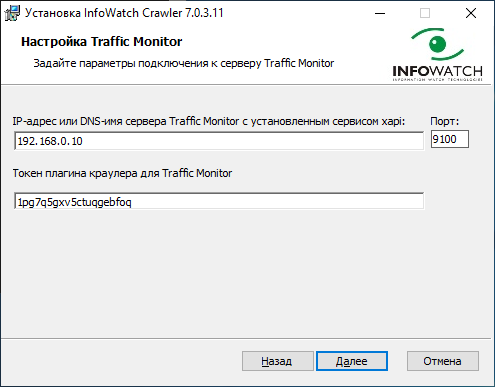 Установка InfoWatch Crawler 7.0.3.11
Настройка Traffic Monitor
Задайте параметры подключения к серверу Traffic Monitor
INFOWATCH
INFORMATION WATCH TECHNOLOGIES
IP-адрес или DNS-имя сервера Traffic Monitor с установленным сервисом xapi: Порт:
192.168.0.10 9100
Токен плагина краулера для Traffic Monitor
1pg7q5gxv5ctuqgebfoq
Назад Далее Отмена